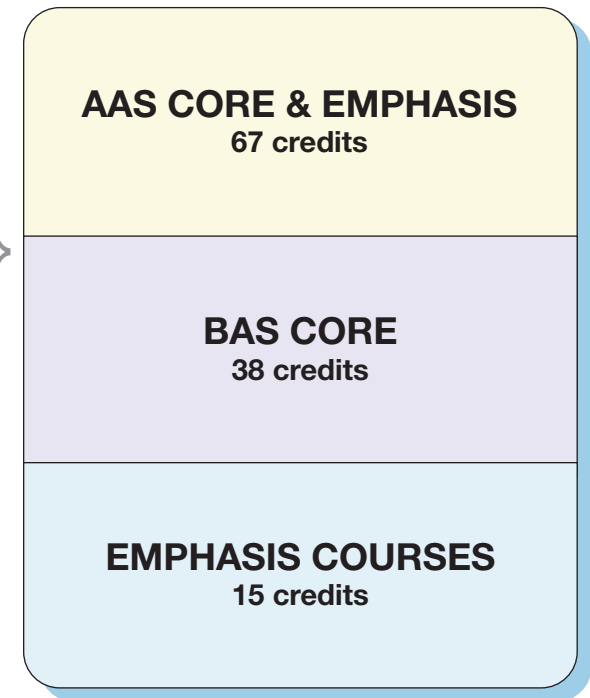 AAS CORE & EMPHASIS
67 credits
BAS CORE
38 credits
EMPHASIS COURSES
15 credits